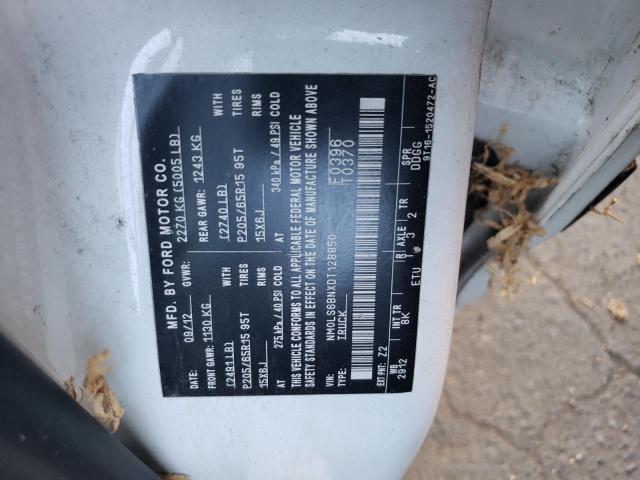 MFD. BY FORD MOTOR CO.
DATE: 09/12 GVWR: 2270 KG (5005 LB)
FRONT GAWR: 1130 KG REAR GAWR: 1243 KG
(2491 LB) WITH (2740 LB) WITH
P205/65R15 95T TIRES P205/65R15 95T TIRES
15X6J RIMS 15X6J RIMS
AT 275 kPa / 40 PSI COLD AT 340 kPa / 49 PSI COLD
THIS VEHICLE CONFORMS TO ALL APPLICABLE FEDERAL MOTOR VEHICLE
SAFETY STANDARDS IN EFFECT ON THE DATE OF MANUFACTURE SHOWN ABOVE
NM0LS6BNXDT128850 F0396
TRUCK T0370
EXT PNT: Z2
WB INT TR R AXLE TR SPR
2912 8K 3 2 DDGG
ETU 9T16-1520472-AC